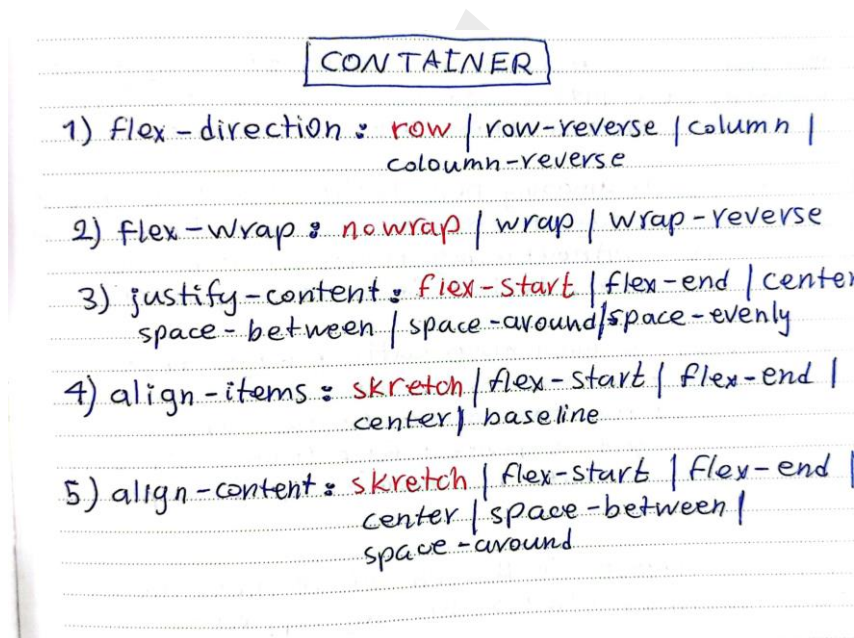 CONTAINER
1) flex-direction : row | row-reverse | column |
coloumn-reverse
2) flex-wrap : nowrap | wrap | wrap-reverse
3) justify-content : flex-start | flex-end | center
space-between | space-around | space-evenly
4) align-items : skretch | flex-start | flex-end |
center | baseline
5) align-content : skretch | flex-start | flex-end |
center | space-between |
space-around